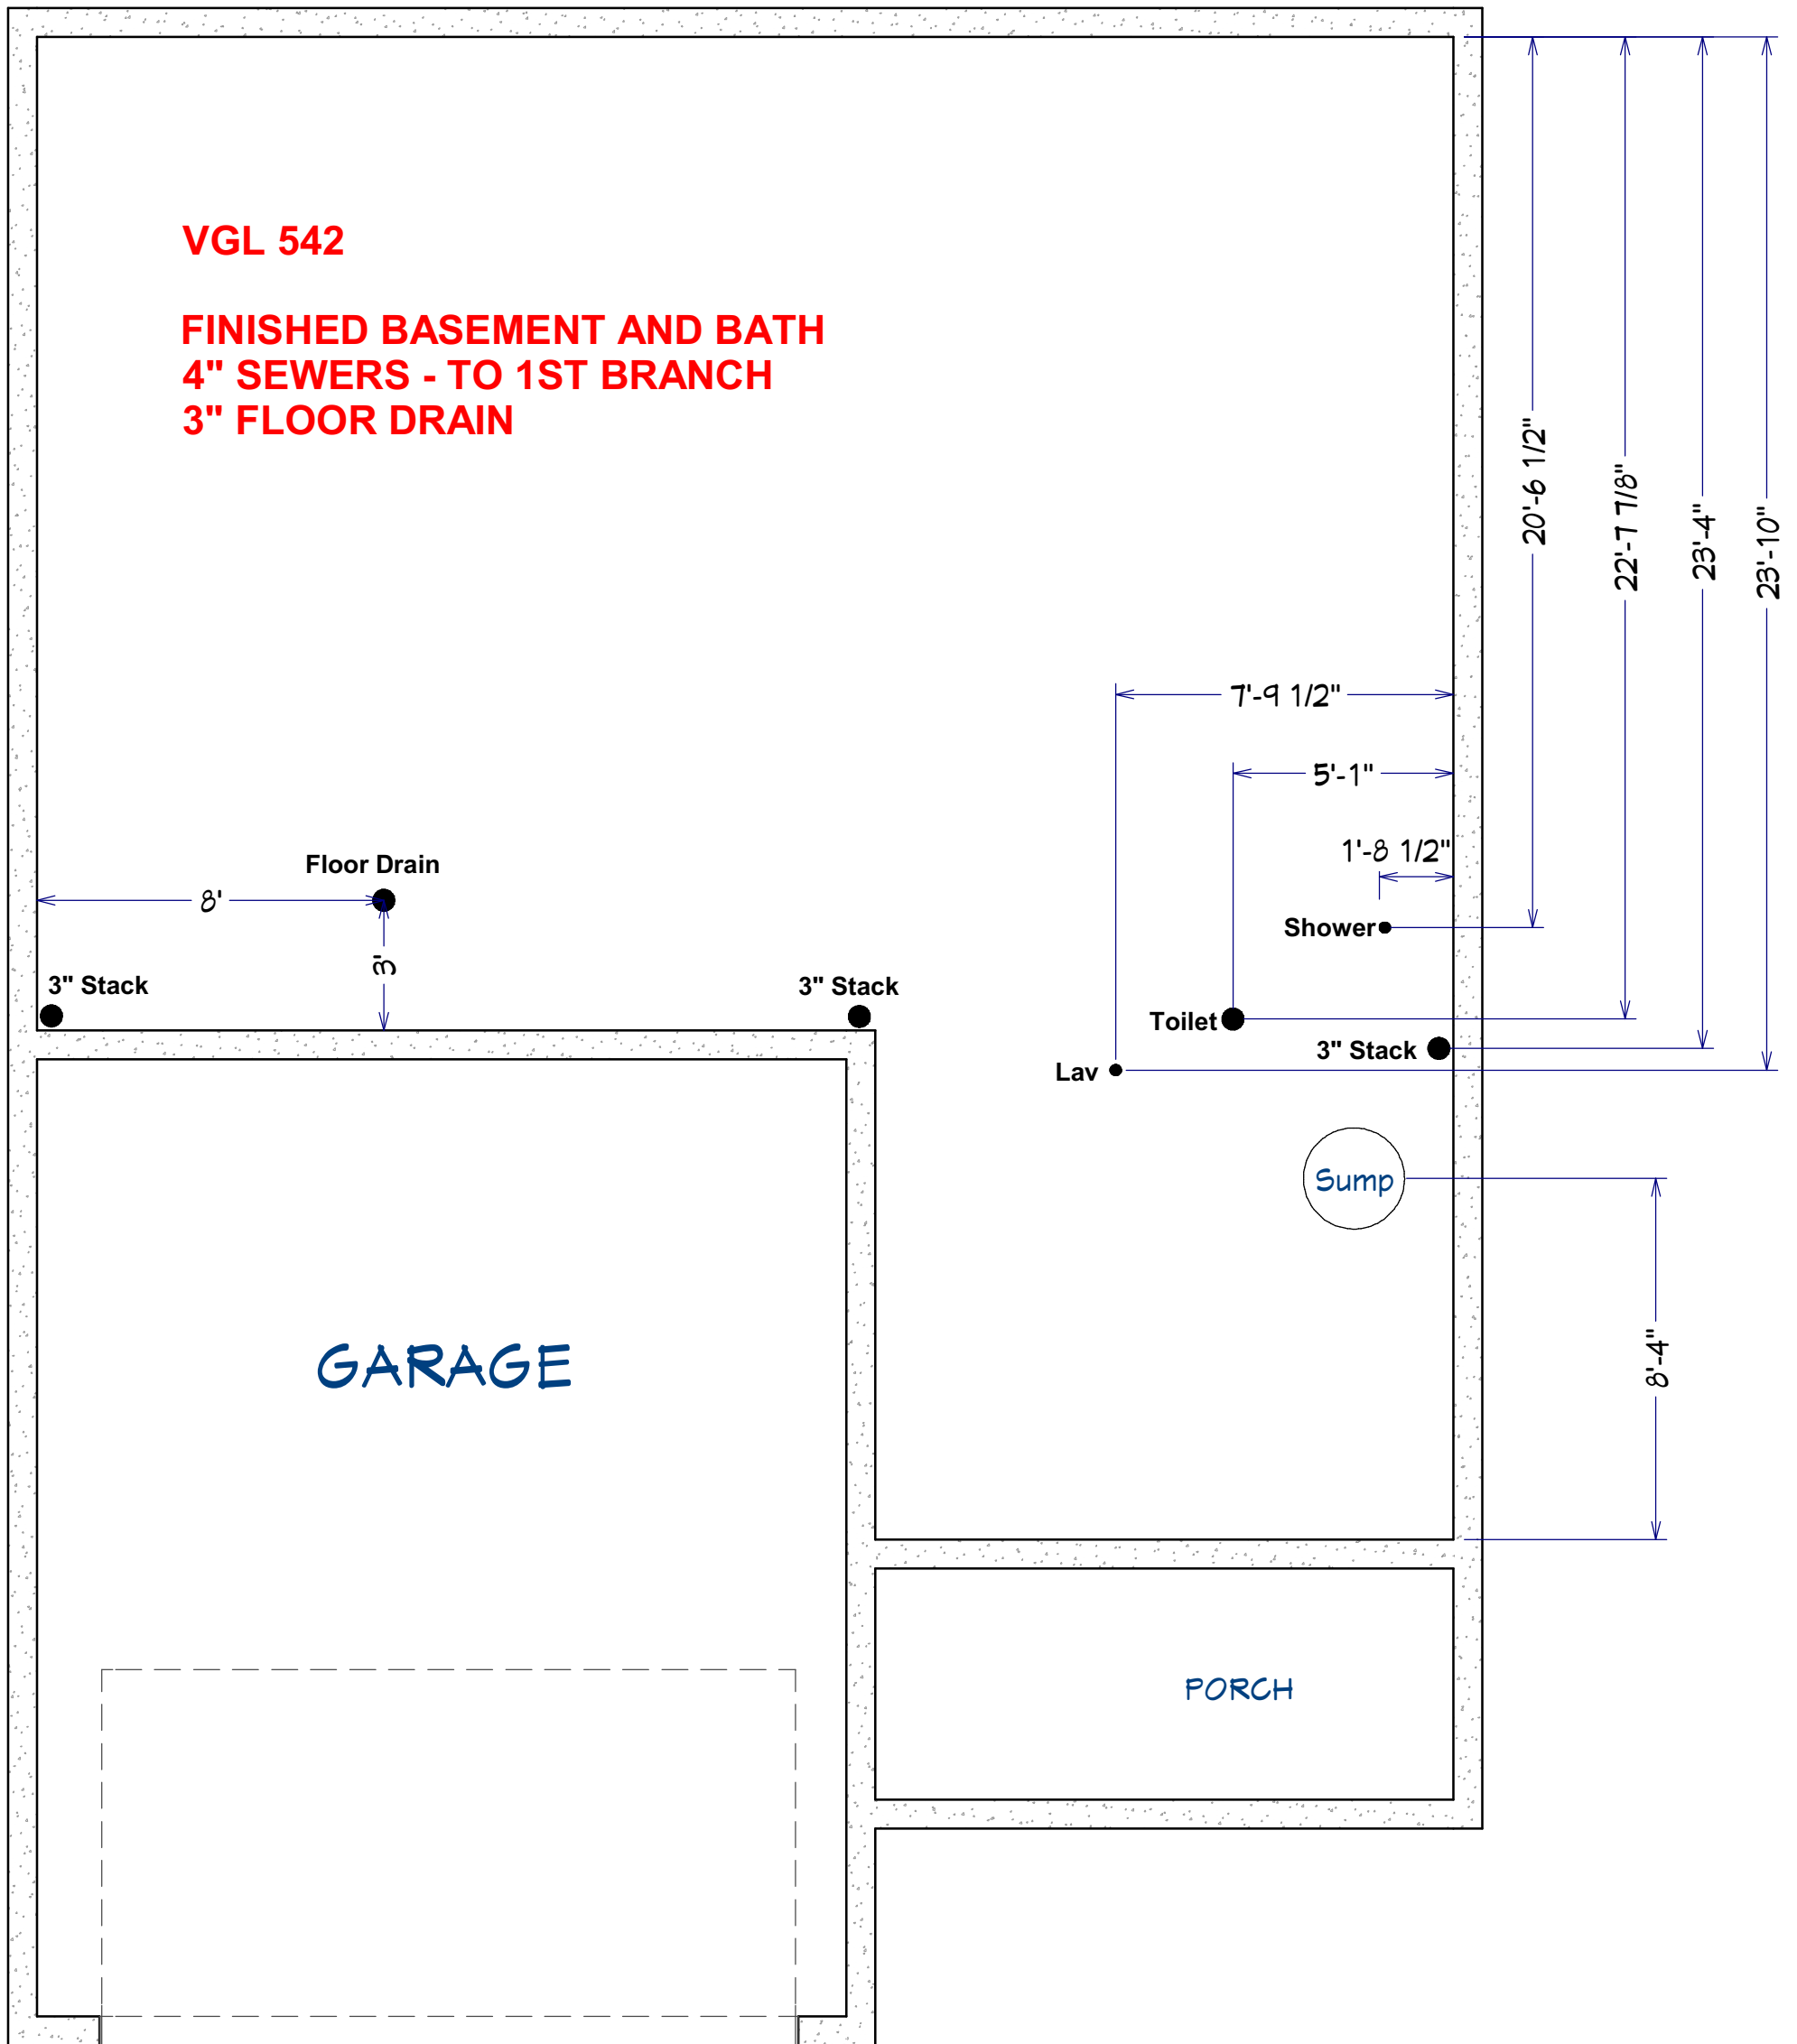 VGL 542
FINISHED BASEMENT AND BATH
4" SEWERS - TO 1ST BRANCH
3" FLOOR DRAIN
20'-6 1/2"
22'-7 7/8"
23'-4"
23'-10"
7'-9 1/2"
5'-1"
1'-8 1/2"
Floor Drain
8'
Shower
3'
3" Stack
3" Stack
Toilet
3" Stack
Lav
Sump
8'-4"
GARAGE
PORCH